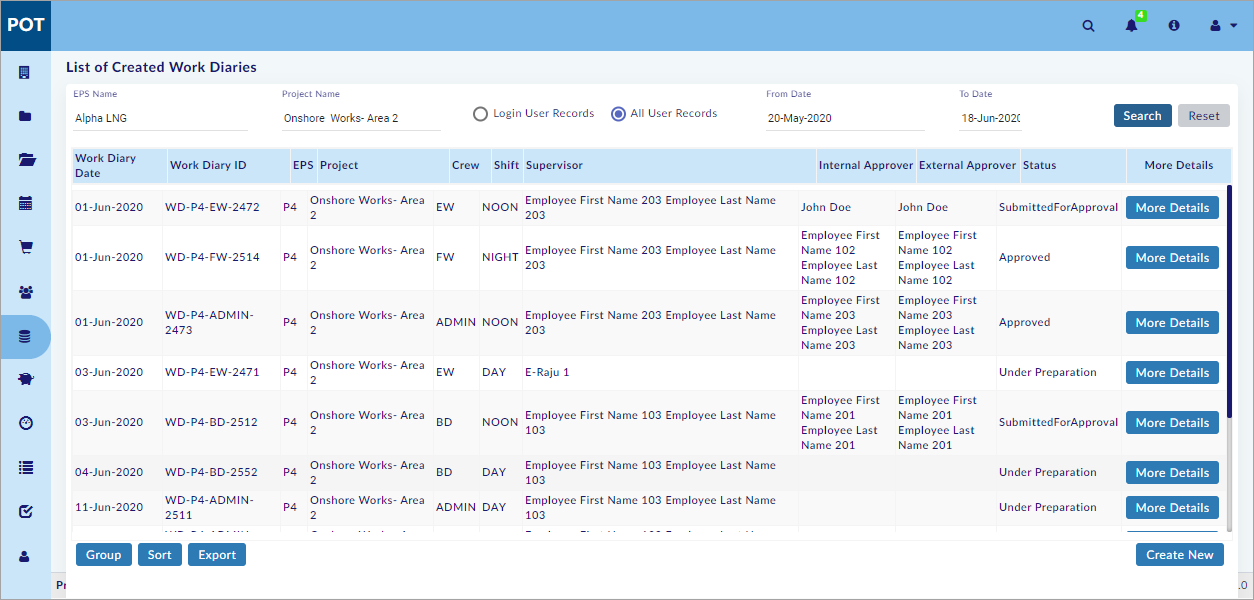 POT
4
List of Created Work Diaries
EPS Name
Project Name
From Date
To Date
Alpha LNG
Onshore Works- Area 2
Login User Records
All User Records
20-May-2020
18-Jun-2020
Search
Reset
Work Diary Date
Work Diary ID
EPS
Project
Crew
Shift
Supervisor
Internal Approver
External Approver
Status
More Details
01-Jun-2020
WD-P4-EW-2472
P4
Onshore Works- Area
2
EW
NOON
Employee First Name 203 Employee Last Name
203
John Doe
John Doe
SubmittedForApproval
More Details
01-Jun-2020
WD-P4-FW-2514
P4
Onshore Works- Area
2
FW
NIGHT
Employee First Name 203 Employee Last Name
203
Employee First
Name 102
Employee Last
Name 102
Employee First
Name 102
Employee Last
Name 102
Approved
More Details
01-Jun-2020
WD-P4-ADMIN-
2473
P4
Onshore Works- Area
2
ADMIN
NOON
Employee First Name 203 Employee Last Name
203
Employee First
Name 203
Employee Last
Name 203
Employee First
Name 203
Employee Last
Name 203
Approved
More Details
03-Jun-2020
WD-P4-EW-2471
P4
Onshore Works- Area
2
EW
DAY
E-Raju 1
Under Preparation
More Details
03-Jun-2020
WD-P4-BD-2512
P4
Onshore Works- Area
2
BD
NOON
Employee First Name 103 Employee Last Name
103
Employee First
Name 201
Employee Last
Name 201
Employee First
Name 201
Employee Last
Name 201
SubmittedForApproval
More Details
04-Jun-2020
WD-P4-BD-2552
P4
Onshore Works- Area
2
BD
DAY
Employee First Name 103 Employee Last Name
103
Under Preparation
More Details
11-Jun-2020
WD-P4-ADMIN-
2511
P4
Onshore Works- Area
2
ADMIN
DAY
Employee First Name 103 Employee Last Name
103
Under Preparation
More Details
Group
Sort
Export
Create New